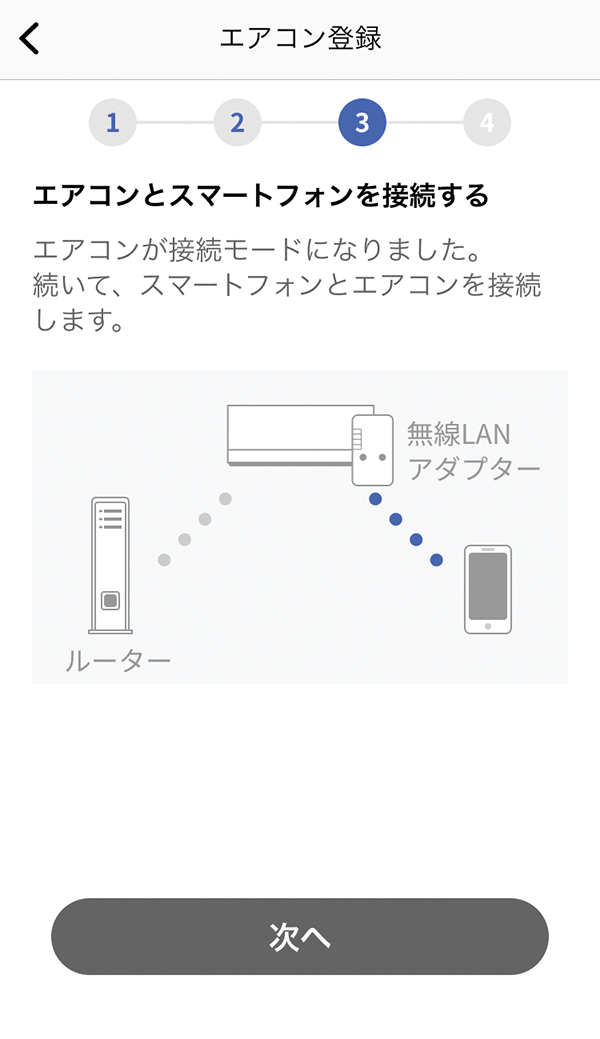 エアコン登録
1
2
3
4
エアコンとスマートフォンを接続する
エアコンが接続モードになりました。
続いて、スマートフォンとエアコンを接続
します。
無線LAN
アダプター
ルーター
次へ